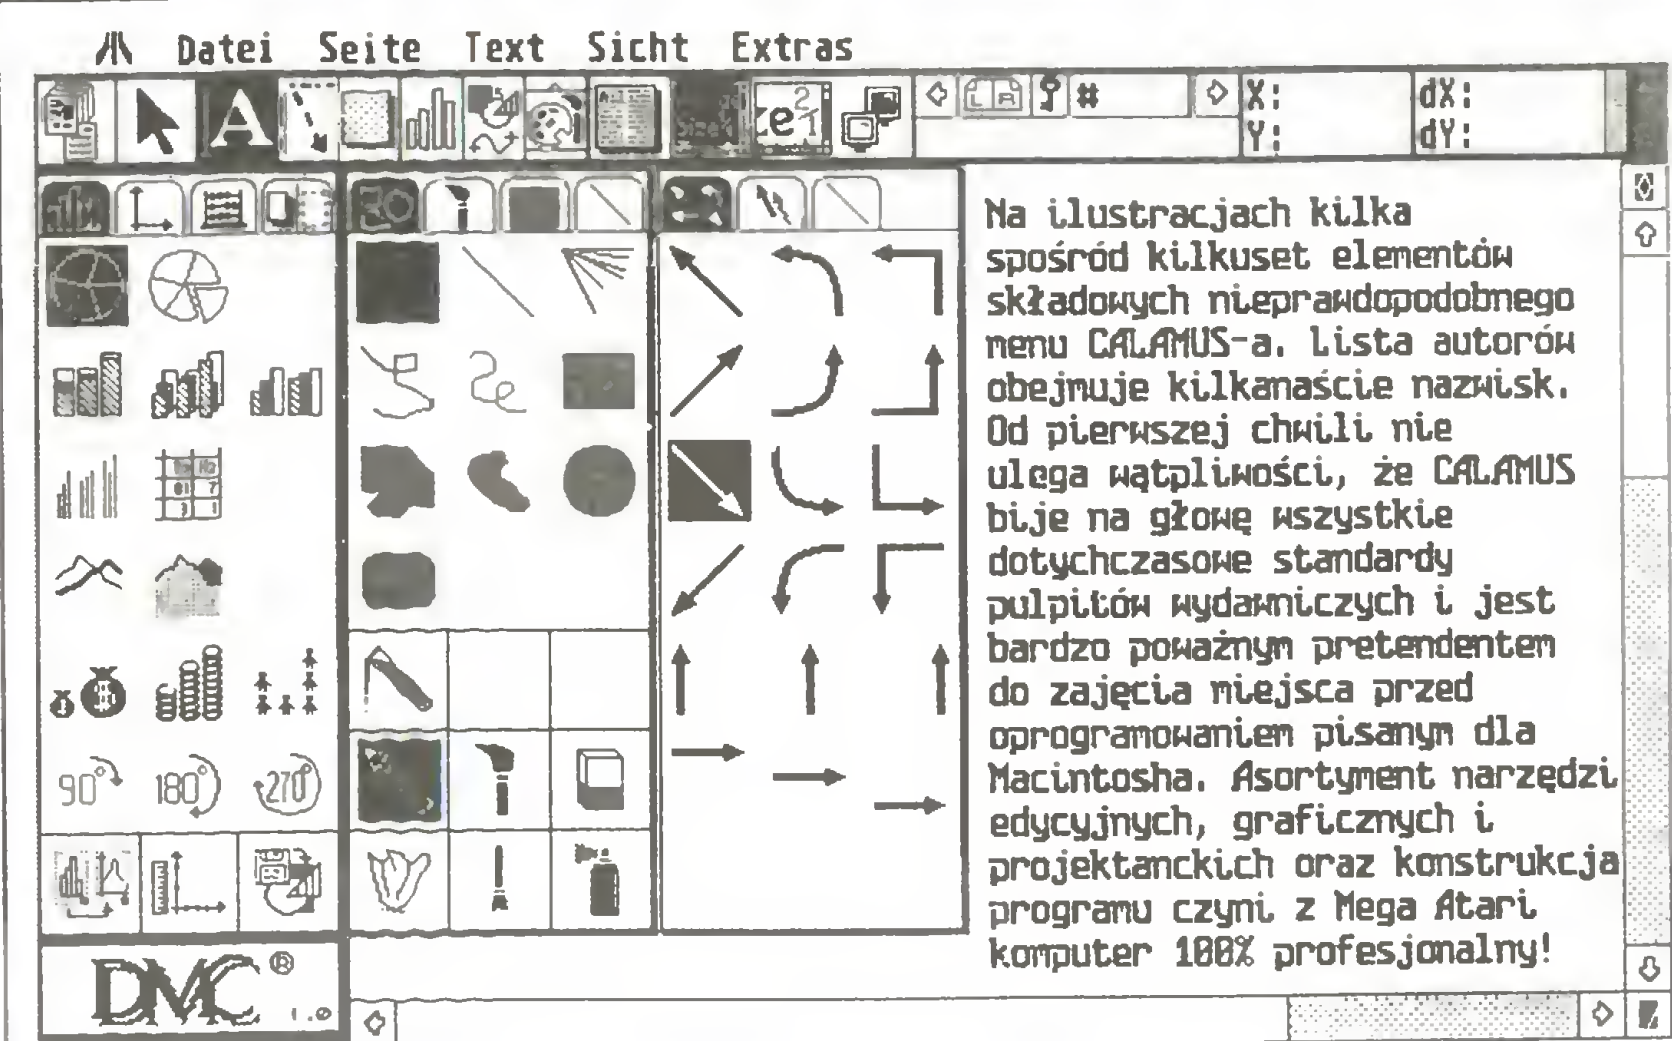 Datei Seite Text Sicht Extras
A
L R # X: dX:
Y: dY:
Na ilustracjach kilka
spośród kilkuset elementów
składowych nieprawdopodobnego
menu CALAMUS-a. Lista autorów
obejmuje kilkanaście nazwisk.
Od pierwszej chwili nie
ulega wątpliwości, że CALAMUS
bije na głowę wszystkie
dotychczasowe standardy
pulpitów wydawniczych i jest
bardzo poważnym pretendentem
do zajęcia miejsca przed
oprogramowaniem pisanym dla
Macintosha. Asortyment narzędzi
edycyjnych, graficznych i
projektanckich oraz konstrukcja
programu czyni z Mega Atari
komputer 100% profesjonalny!
90° 180° 270°
DMC ®
1.0